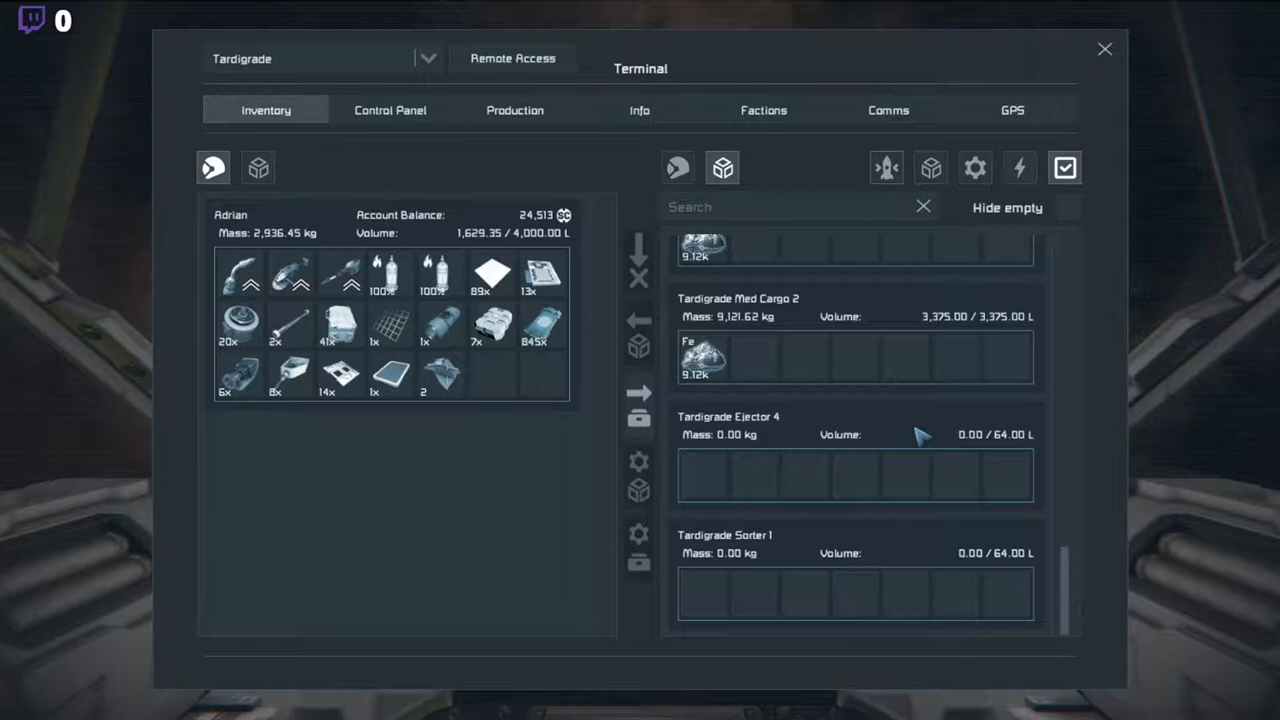 0
Tardigrade
Remote Access
Terminal
Inventory
Control Panel
Production
Info
Factions
Comms
GPS
Search
Hide empty
Adrian
Account Balance:
24,513 SC
Mass: 2,936.45 kg
Volume:
1,629.35 / 4,000.00 L
100%
100%
89x
13x
20x
2x
41x
1x
1x
7x
845x
6x
8x
14x
1x
2
9.12k
Tardigrade Med Cargo 2
Mass: 9,121.62 kg
Volume:
3,375.00 / 3,375.00 L
Fe
9.12k
Tardigrade Ejector 4
Mass: 0.00 kg
Volume:
0.00 / 64.00 L
Tardigrade Sorter 1
Mass: 0.00 kg
Volume:
0.00 / 64.00 L